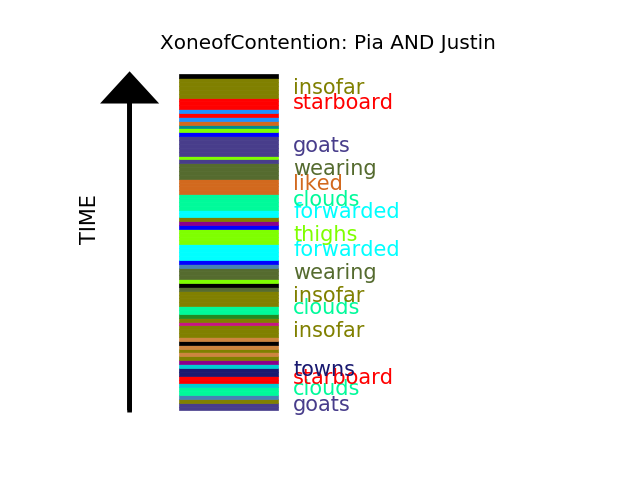 XoneofContention: Pia AND Justin
TIME
insofar
starboard
goats
wearing
liked
clouds
forwarded
thighs
forwarded
wearing
insofar
clouds
insofar
towns
starboard
clouds
goats